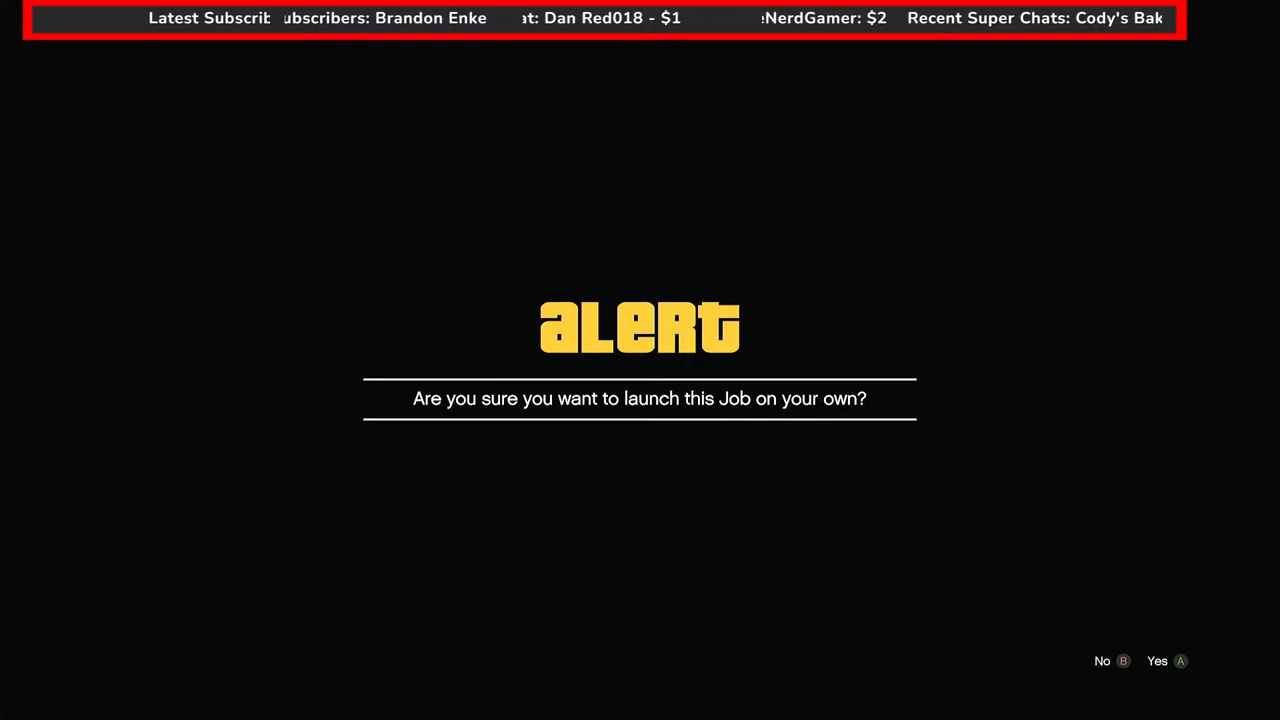 Latest Subscrib ubscribers: Brandon Enke at: Dan Red018 - $1 eNerdGamer: $2 Recent Super Chats: Cody's Bak
alert
Are you sure you want to launch this Job on your own?
No B Yes A